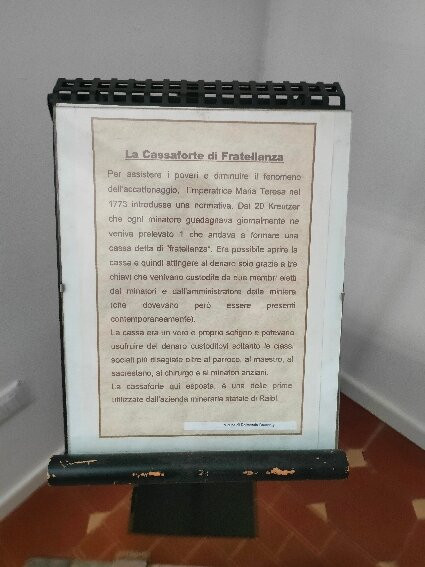 La Cassaforte di Fratellanza
Per assistere i poveri e diminuire il fenomeno
dell'accattonaggio, l'imperatrice Maria Teresa nel
1773 introdusse una normativa. Dei 20 Kreutzer
che ogni minatore guadagnava giornalmente ne
veniva prelevato 1 che andava a formare una
cassa detta di "fratellanza". Era possibile aprire la
cassa e quindi attingere al denaro solo grazie a tre
chiavi che venivano custodite da due membri eletti
dai minatori e dall'amministratore della miniera
(che dovevano però essere presenti
contemporaneamente).
La cassa era un vero e proprio scrigno e potevano
usufruire del denaro custoditovi soltanto le classi
sociali più disagiate oltre al parroco, al maestro, al
sacrestano, al chirurgo e ai minatori anziani.
La cassaforte qui esposta, è una delle prime
utilizzate dall'azienda mineraria statale di Raibl.